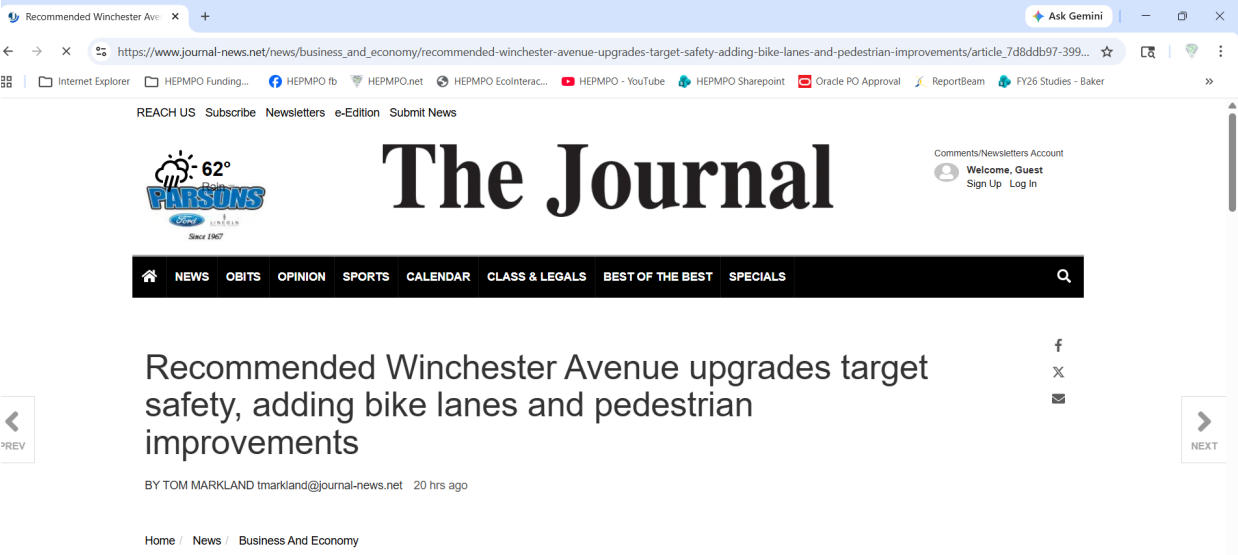 Recommended Winchester Ave
Ask Gemini
https://www.journal-news.net/news/business_and_economy/recommended-winchester-avenue-upgrades-target-safety-adding-bike-lanes-and-pedestrian-improvements/article_7d8ddb97-399...
Internet Explorer HEPMPO Funding... HEPMPO fb HEPMPO.net HEPMPO EcoInterac... HEPMPO - YouTube HEPMPO Sharepoint Oracle PO Approval ReportBeam FY26 Studies - Baker
REACH US Subscribe Newsletters e-Edition Submit News
62°
Rain
PARSONS
Ford LINCOLN
Since 1967
The Journal
Comments/Newsletters Account
Welcome, Guest
Sign Up Log In
NEWS OBITS OPINION SPORTS CALENDAR CLASS & LEGALS BEST OF THE BEST SPECIALS
Recommended Winchester Avenue upgrades target
safety, adding bike lanes and pedestrian
improvements
PREV
NEXT
BY TOM MARKLAND tmarkland@journal-news.net 20 hrs ago
Home / News / Business And Economy